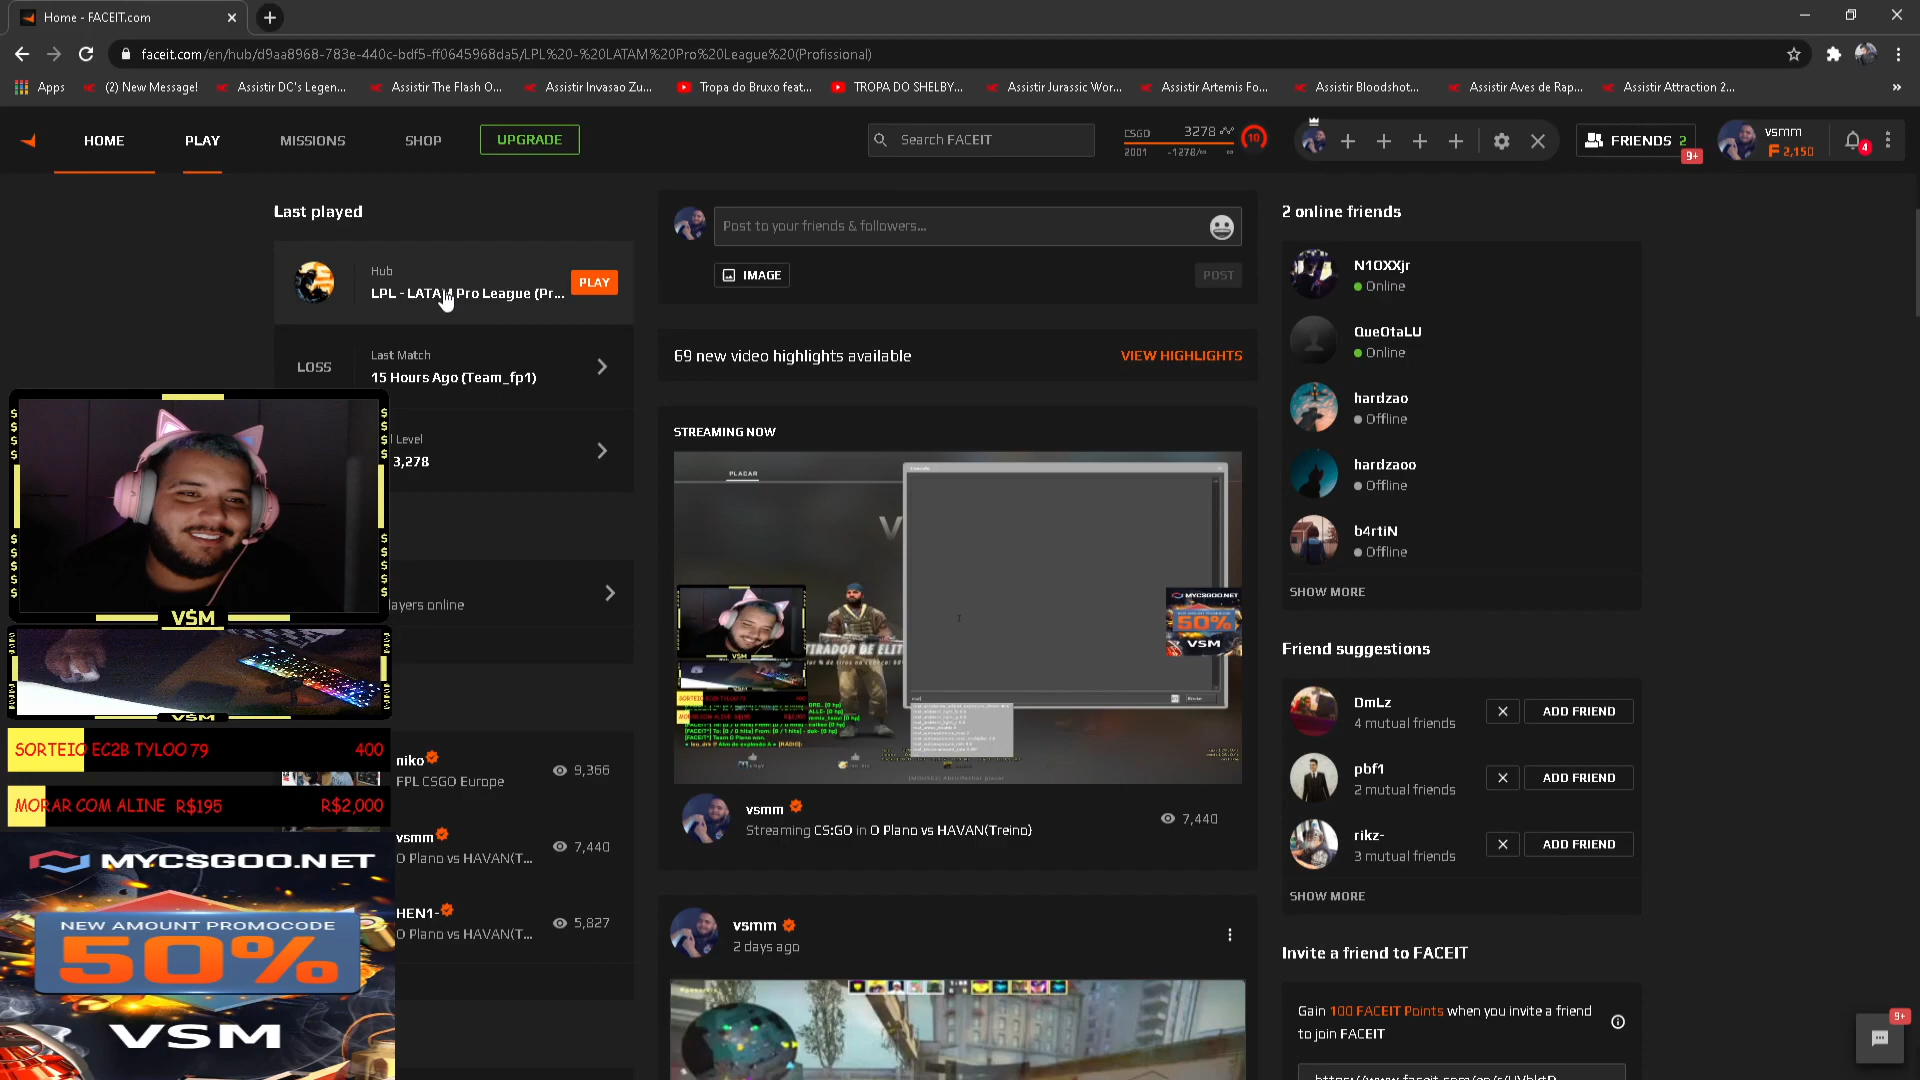 Home - FACEIT.com
faceit.com/en/hub/d9aa8968-783e-440c-bdf5-ff0645968da5/LPL%20-%20LATAM%20Pro%20League%20(Profissional)
Apps
(2) New Message!
Assistir DC's Legen...
Assistir The Flash O...
Assistir Invasao Zu...
Tropa do Bruxo feat...
TROPA DO SHELBY...
Assistir Jurassic Wor...
Assistir Artemis Fo...
Assistir Bloodshot...
Assistir Aves de Rap...
Assistir Attraction 2...
HOME
PLAY
MISSIONS
SHOP
UPGRADE
Search FACEIT
CSGO 3278
2001 -1278/∞ ∞
10
FRIENDS 2
9+
vsmm
2,150
4
Last played
Hub
LPL - LATAM Pro League (Pr...
PLAY
LOSS
Last Match
15 Hours Ago (Team_fp1)
Level
3,278
ayers online
V$M
V$M
SORTEIO EC2B TYLOO 79 400
MORAR COM ALINE R$195 R$2,000
niko
FPL CSGO Europe
9,366
vsmm
O Plano vs HAVAN(T...
7,440
HEN1-
O Plano vs HAVAN(T...
5,827
MYCSGOO.NET
NEW AMOUNT PROMOCODE
50%
VSM
Post to your friends & followers...
IMAGE
POST
69 new video highlights available
VIEW HIGHLIGHTS
STREAMING NOW
PLACAR
MYCSGOO.NET
50%
VSM
vsmm
Streaming CS:GO in O Plano vs HAVAN(Treino)
7,440
vsmm
2 days ago
2 online friends
N1OXXjr
Online
QueOtaLU
Online
hardzao
Offline
hardzaoo
Offline
b4rtiN
Offline
SHOW MORE
Friend suggestions
DmLz
4 mutual friends
ADD FRIEND
pbf1
2 mutual friends
ADD FRIEND
rikz-
3 mutual friends
ADD FRIEND
SHOW MORE
Invite a friend to FACEIT
Gain 100 FACEIT Points when you invite a friend
to join FACEIT
9+